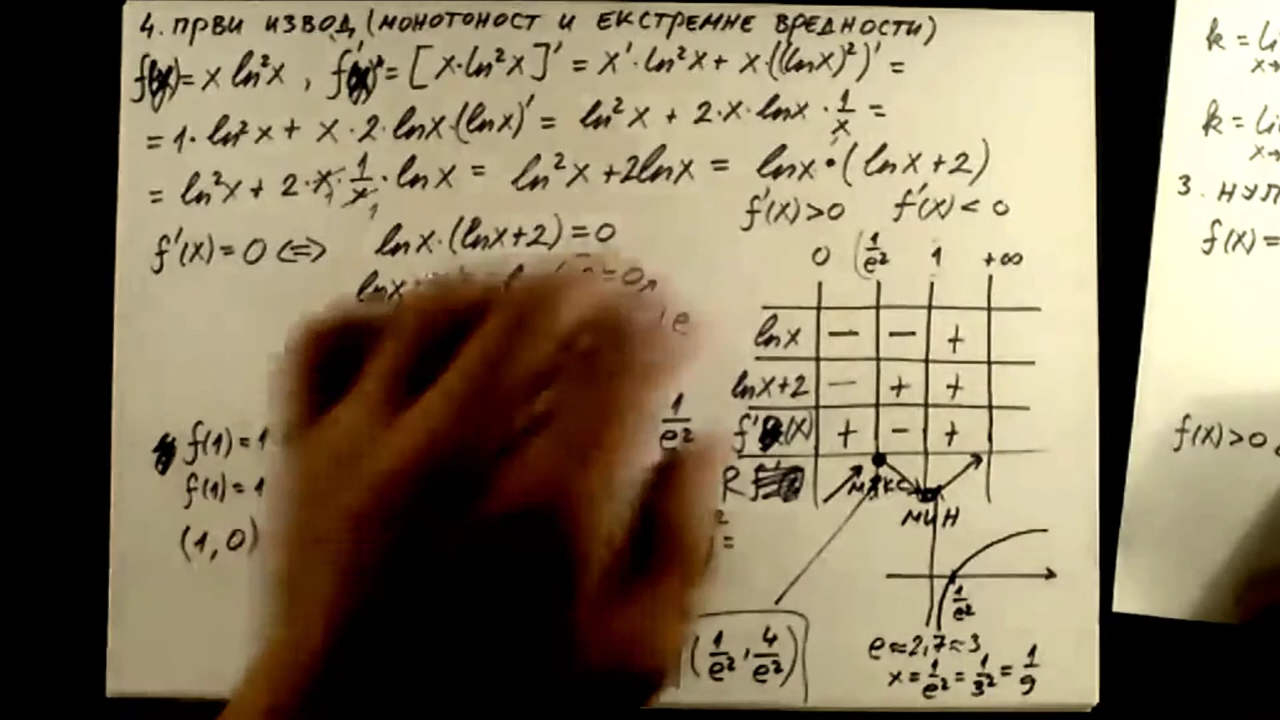 4. ПРВИ ИЗВОД (МОНОТОНОСТ И ЕКСТРЕМНЕ ВРЕДНОСТИ)
f(x) = x ln²x , f'(x) = [x·ln²x]' = x'·ln²x + x·((lnx)²)' =
= 1·ln²x + x·2·lnx·(lnx)' = ln²x + 2·x·lnx·1/x =
= ln²x + 2·x·1/x·lnx = ln²x + 2lnx = lnx·(lnx+2)
f'(x)>0 f'(x)<0
f'(x)=0 <=> lnx·(lnx+2)=0
lnx
0 1/e² 1 +∞
lnx − − +
lnx+2 − + +
f'(x) + − +
МАКС
МИН
1/e²
f(1)=1
f(1)=1
(1,0)
(1/e², 4/e²)
1/e²
e≈2,7≈3
x=1/e²=1/3²=1/9
k = li
x→
k = li
x→
3. НУЛ
f(x)=
f(x)>0